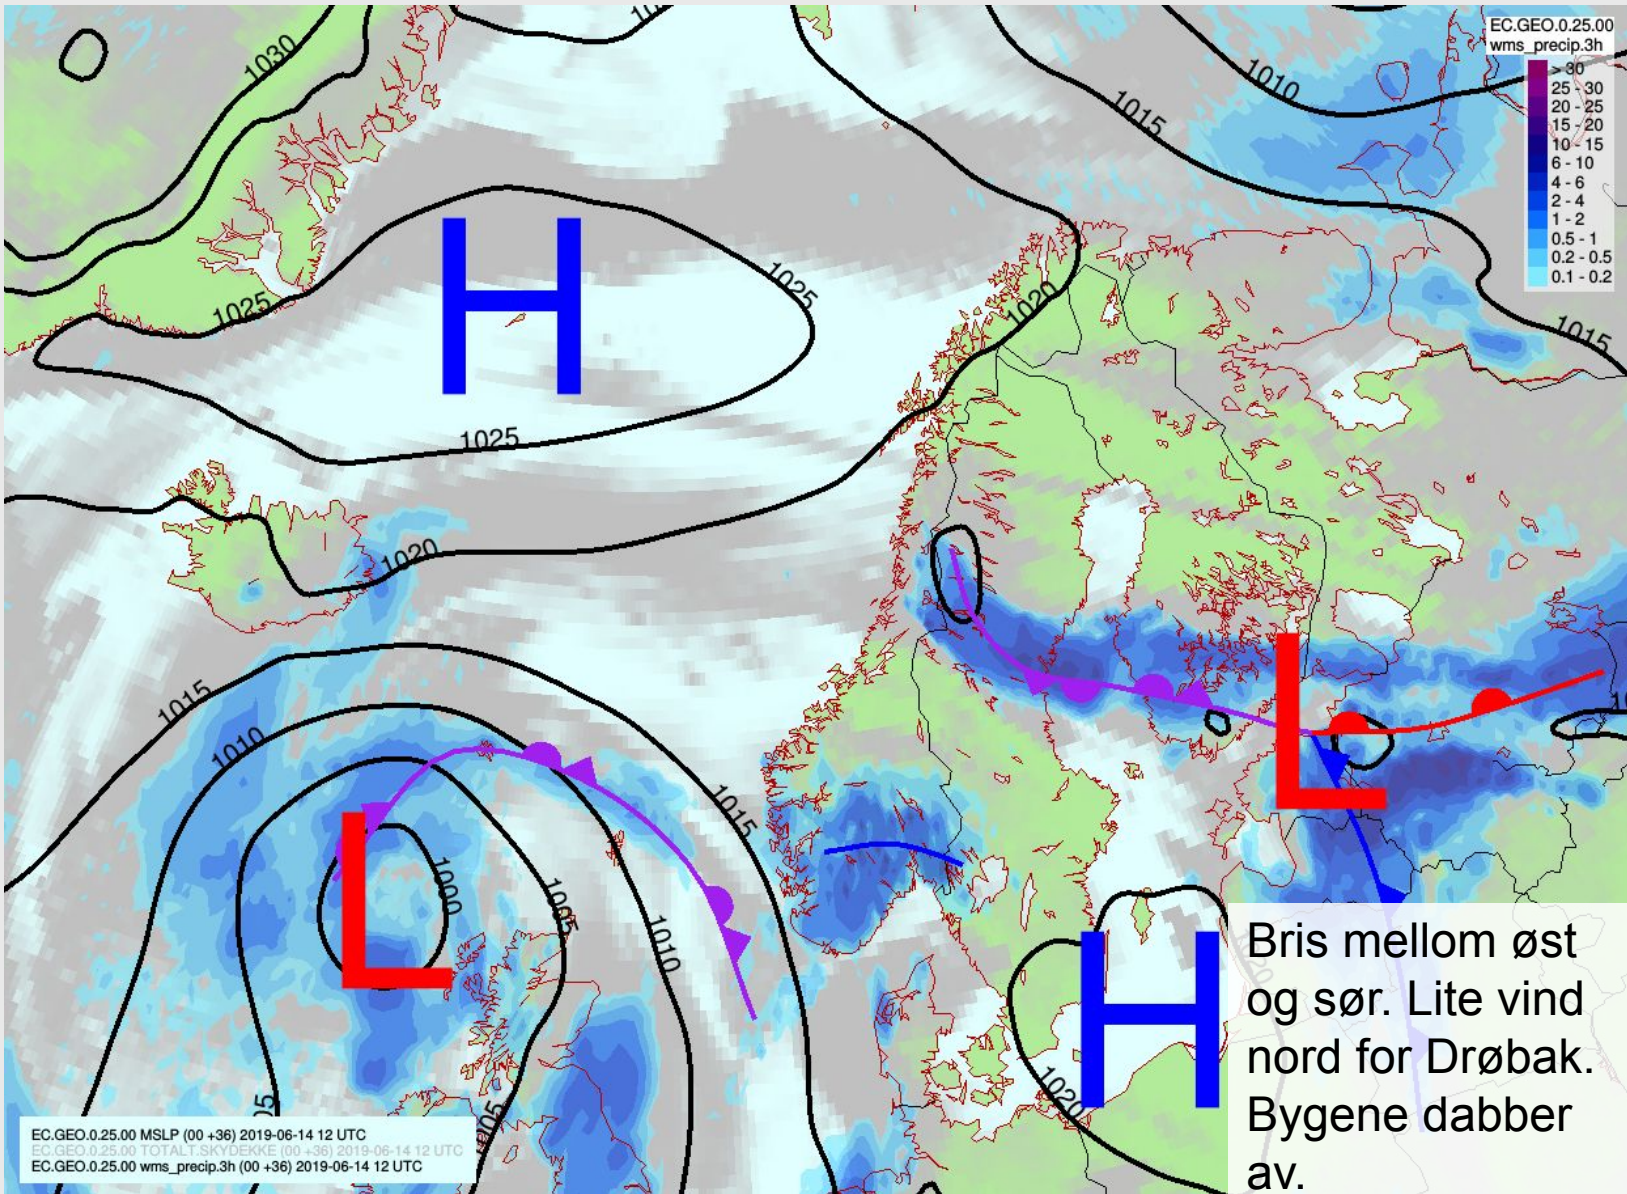 10
1030
1010
1015
EC.GEO.0.25.00
wms_precip.3h
> 30
25 - 30
20 - 25
15 - 20
10 - 15
6 - 10
4 - 6
2 - 4
1 - 2
0.5 - 1
0.2 - 0.5
0.1 - 0.2
H
1025
1025
1020
1015
1025
1020
1015
1010
1015
L
L
1000
1005
1010
H
1020
05
005
Bris mellom øst
og sør. Lite vind
nord for Drøbak.
Bygene dabber
av.
EC.GEO.0.25.00 MSLP (00 +36) 2019-06-14 12 UTC
EC.GEO.0.25.00 TOTALT.SKYDEKKE (00 +36) 2019-06-14 12 UTC
EC.GEO.0.25.00 wms_precip.3h (00 +36) 2019-06-14 12 UTC